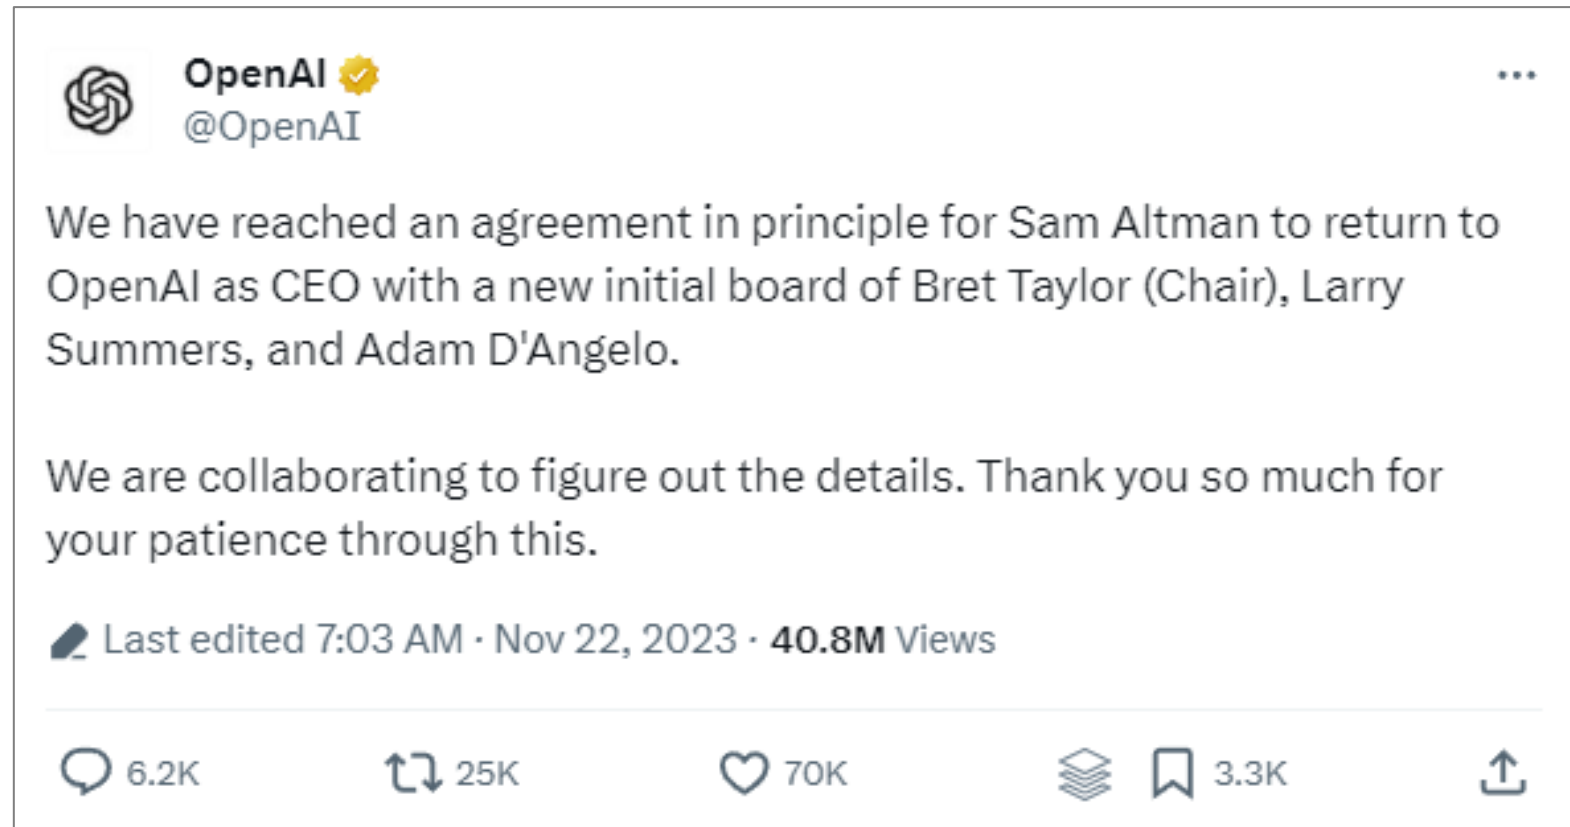 OpenAI
@OpenAI
We have reached an agreement in principle for Sam Altman to return to
OpenAI as CEO with a new initial board of Bret Taylor (Chair), Larry
Summers, and Adam D'Angelo.
We are collaborating to figure out the details. Thank you so much for
your patience through this.
Last edited 7:03 AM · Nov 22, 2023 · 40.8M Views
6.2K 25K 70K 3.3K